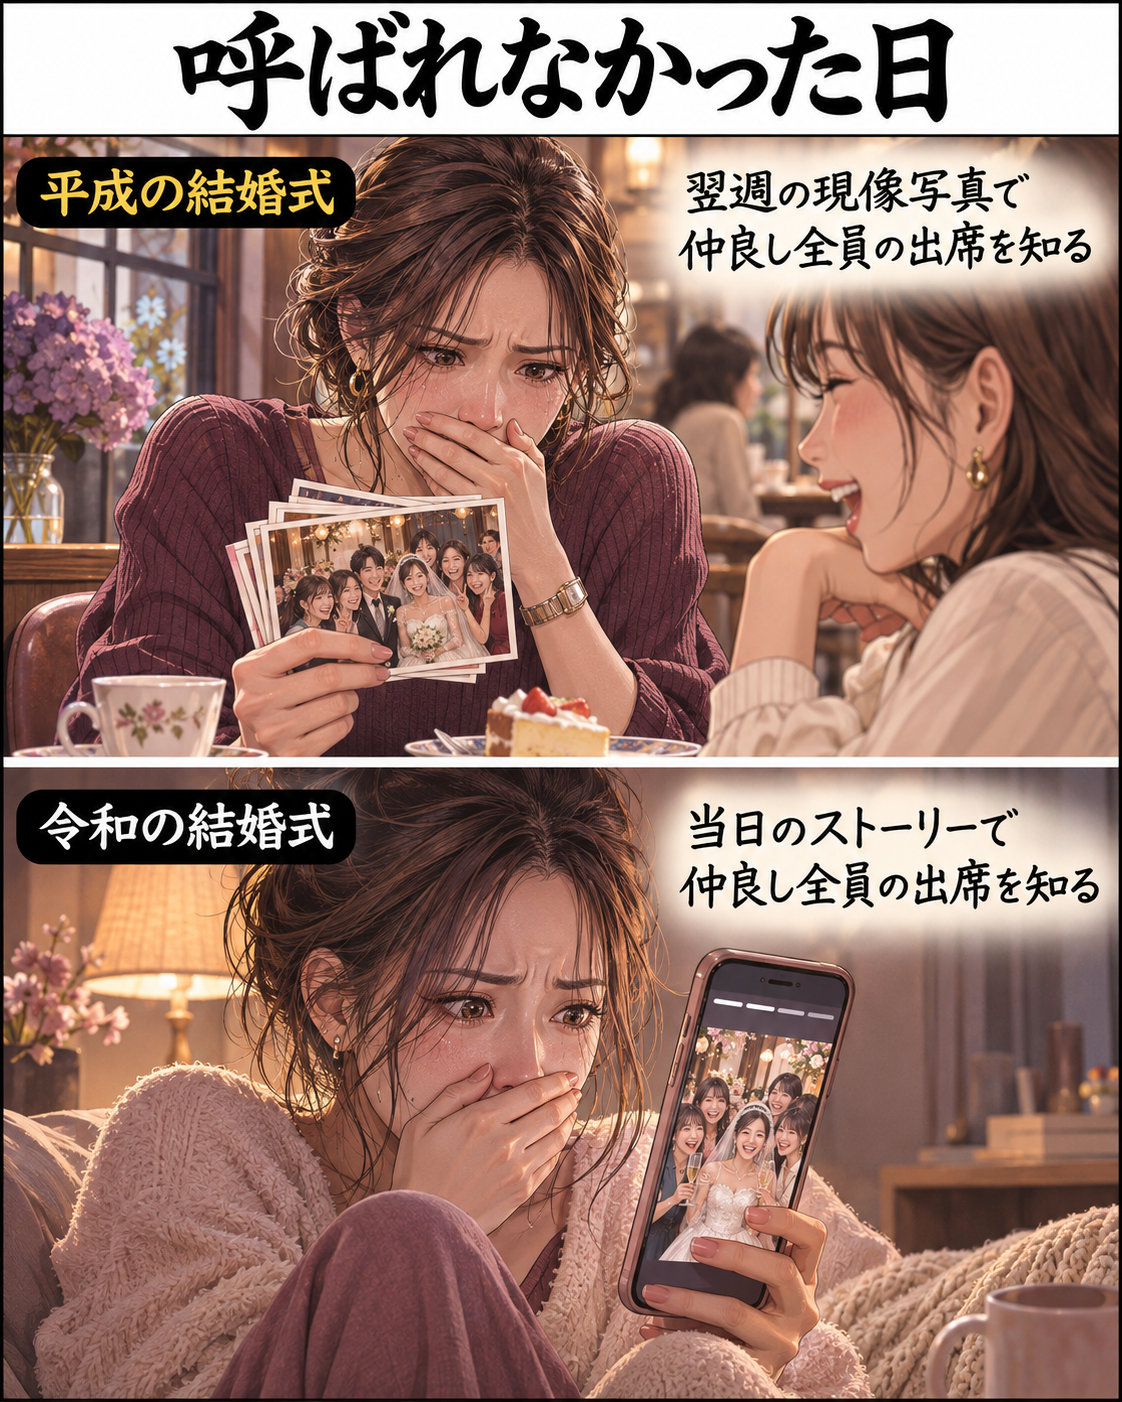 呼ばれなかった日
平成の結婚式
翌週の現像写真で
仲良し全員の出席を知る
令和の結婚式
当日のストーリーで
仲良し全員の出席を知る